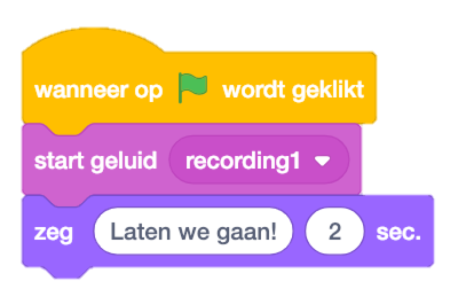 wanneer op wordt geklikt
start geluid recording1
zeg Laten we gaan! 2 sec.